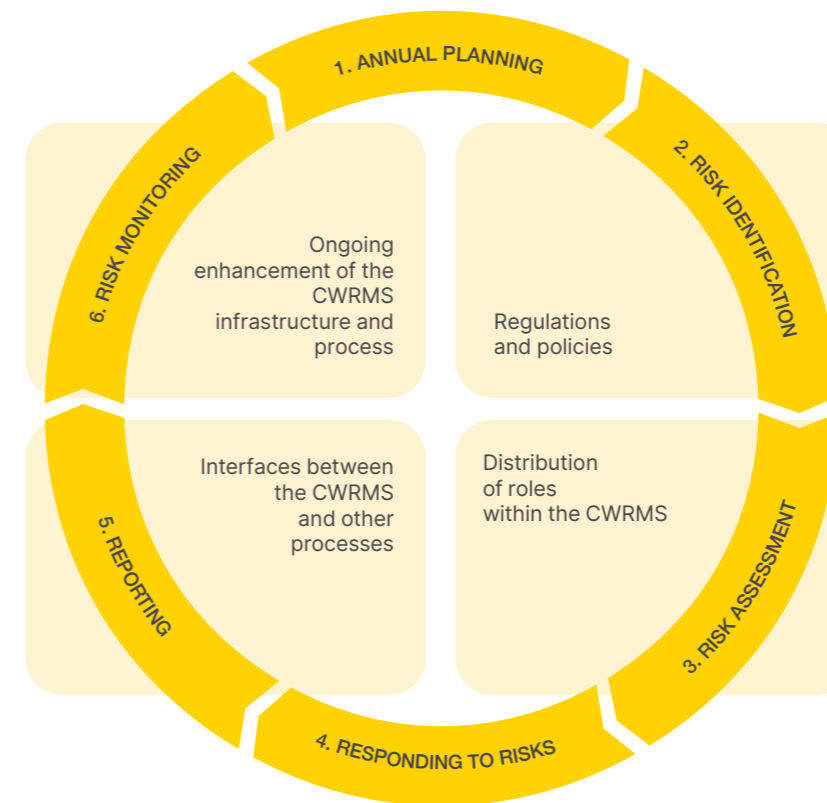 1. ANNUAL PLANNING
2. RISK IDENTIFICATION
3. RISK ASSESSMENT
4. RESPONDING TO RISKS
5. REPORTING
6. RISK MONITORING
Ongoing
enhancement of the
CWRMS
infrastructure and
process
Regulations
and policies
Interfaces between
the CWRMS
and other
processes
Distribution
of roles
within the CWRMS